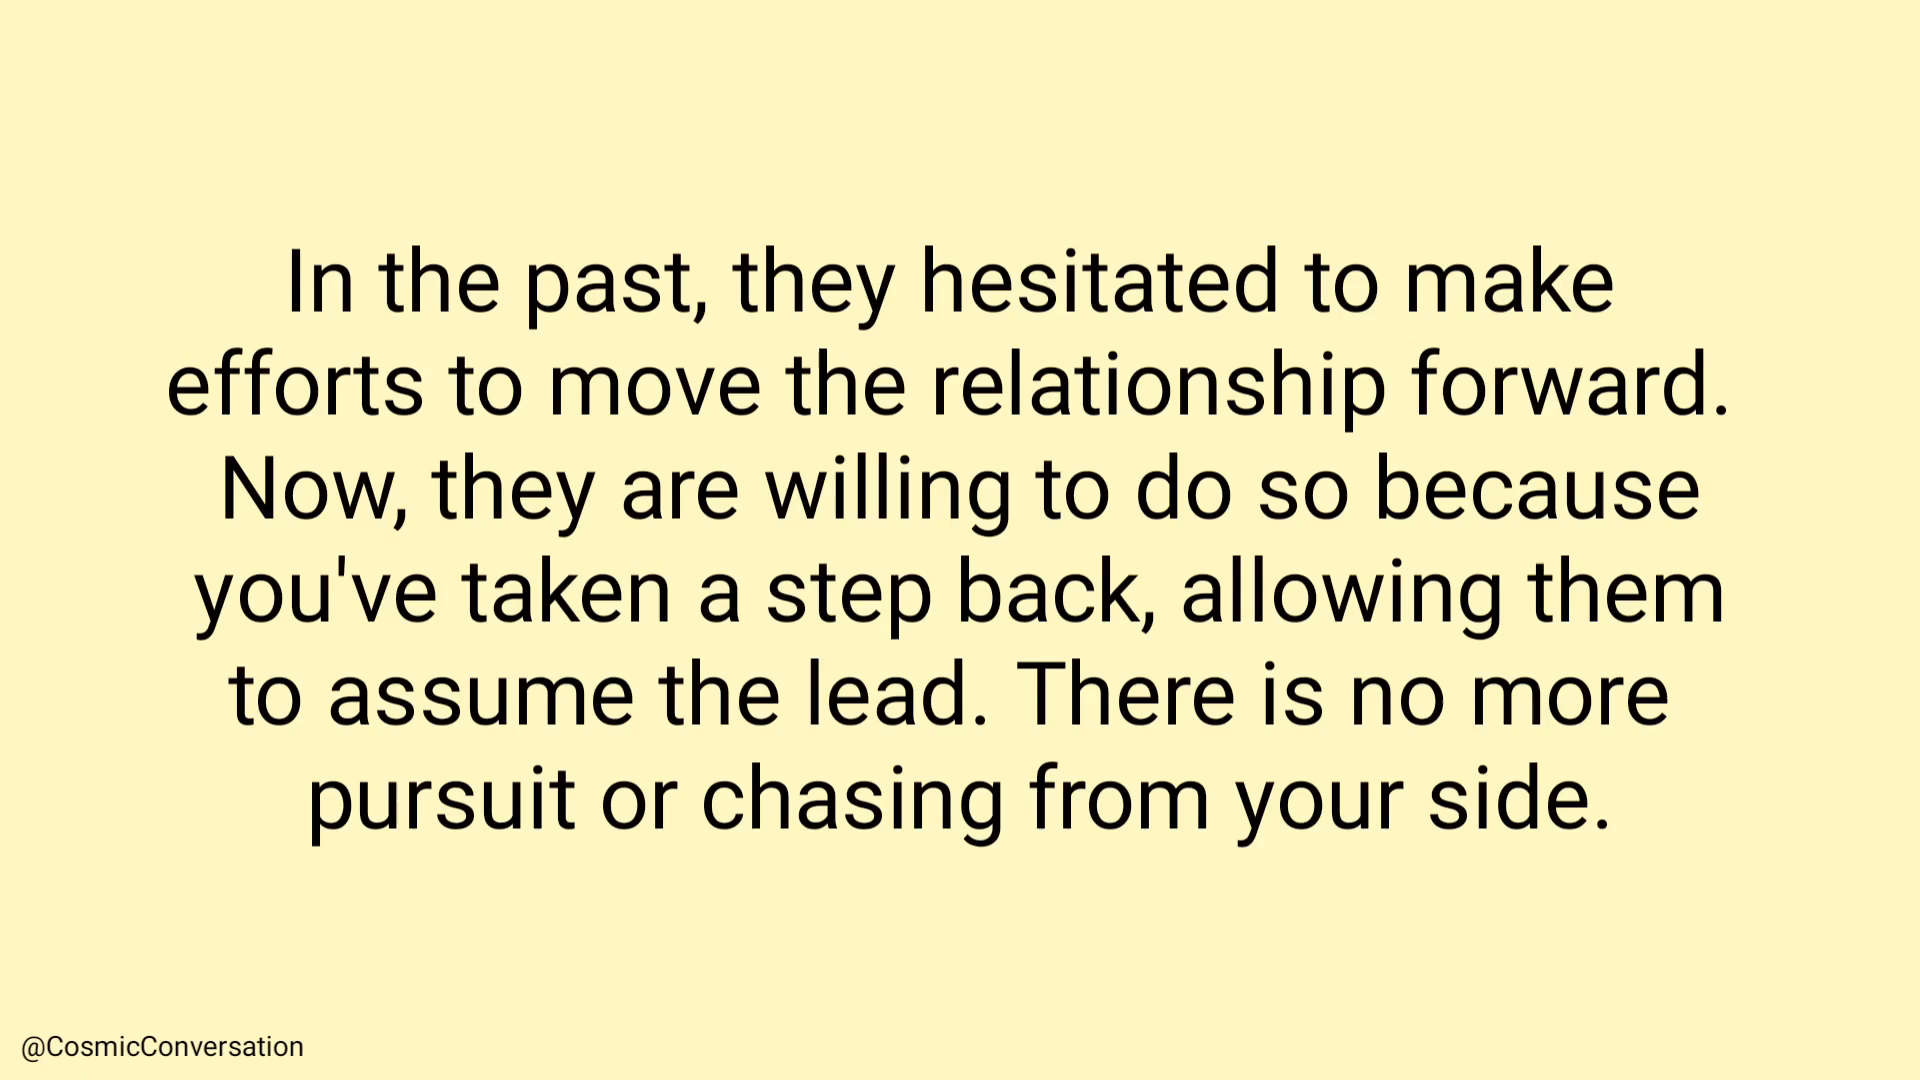 In the past, they hesitated to make
efforts to move the relationship forward.
Now, they are willing to do so because
you've taken a step back, allowing them
to assume the lead. There is no more
pursuit or chasing from your side.
@CosmicConversation